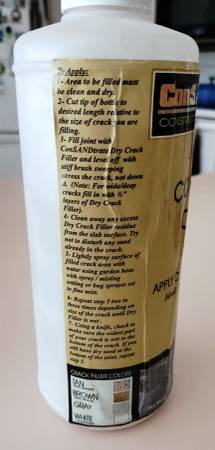 To Apply:
1- Area to be filled must
be clean and dry.
2- Cut tip of bottle to
desired length relative to
the size of crack you are
filling.
3- Fill joint with
ConSANDtrate Dry Crack
Filler and level off with
stiff brush sweeping
across the crack, not down
it. (Note: For wide/deep
cracks fill in with ½"
layers of Dry Crack
Filler).
4- Clean away any excess
Dry Crack Filler residue
from the slab surface. Try
not to disturb any sand
already in the crack.
5- Lightly spray surface of
filled crack area with
water using garden hose
with spray / misting
setting or bug sprayer set
to fine mist.
6- Repeat step 5 two to
three times depending on
size of the crack until Dry
Filler is wet.
7- Using a knife, check to
make sure the widest part
of your crack is wet to the
bottom of the crack. If you
still have dry sand at the
bottom of the joint, repeat
step 5.
CRACK FILLER COLORS
TAN
BROWN
GRAY
WHITE
ConS
CONSTR
CO
S
APPLY D